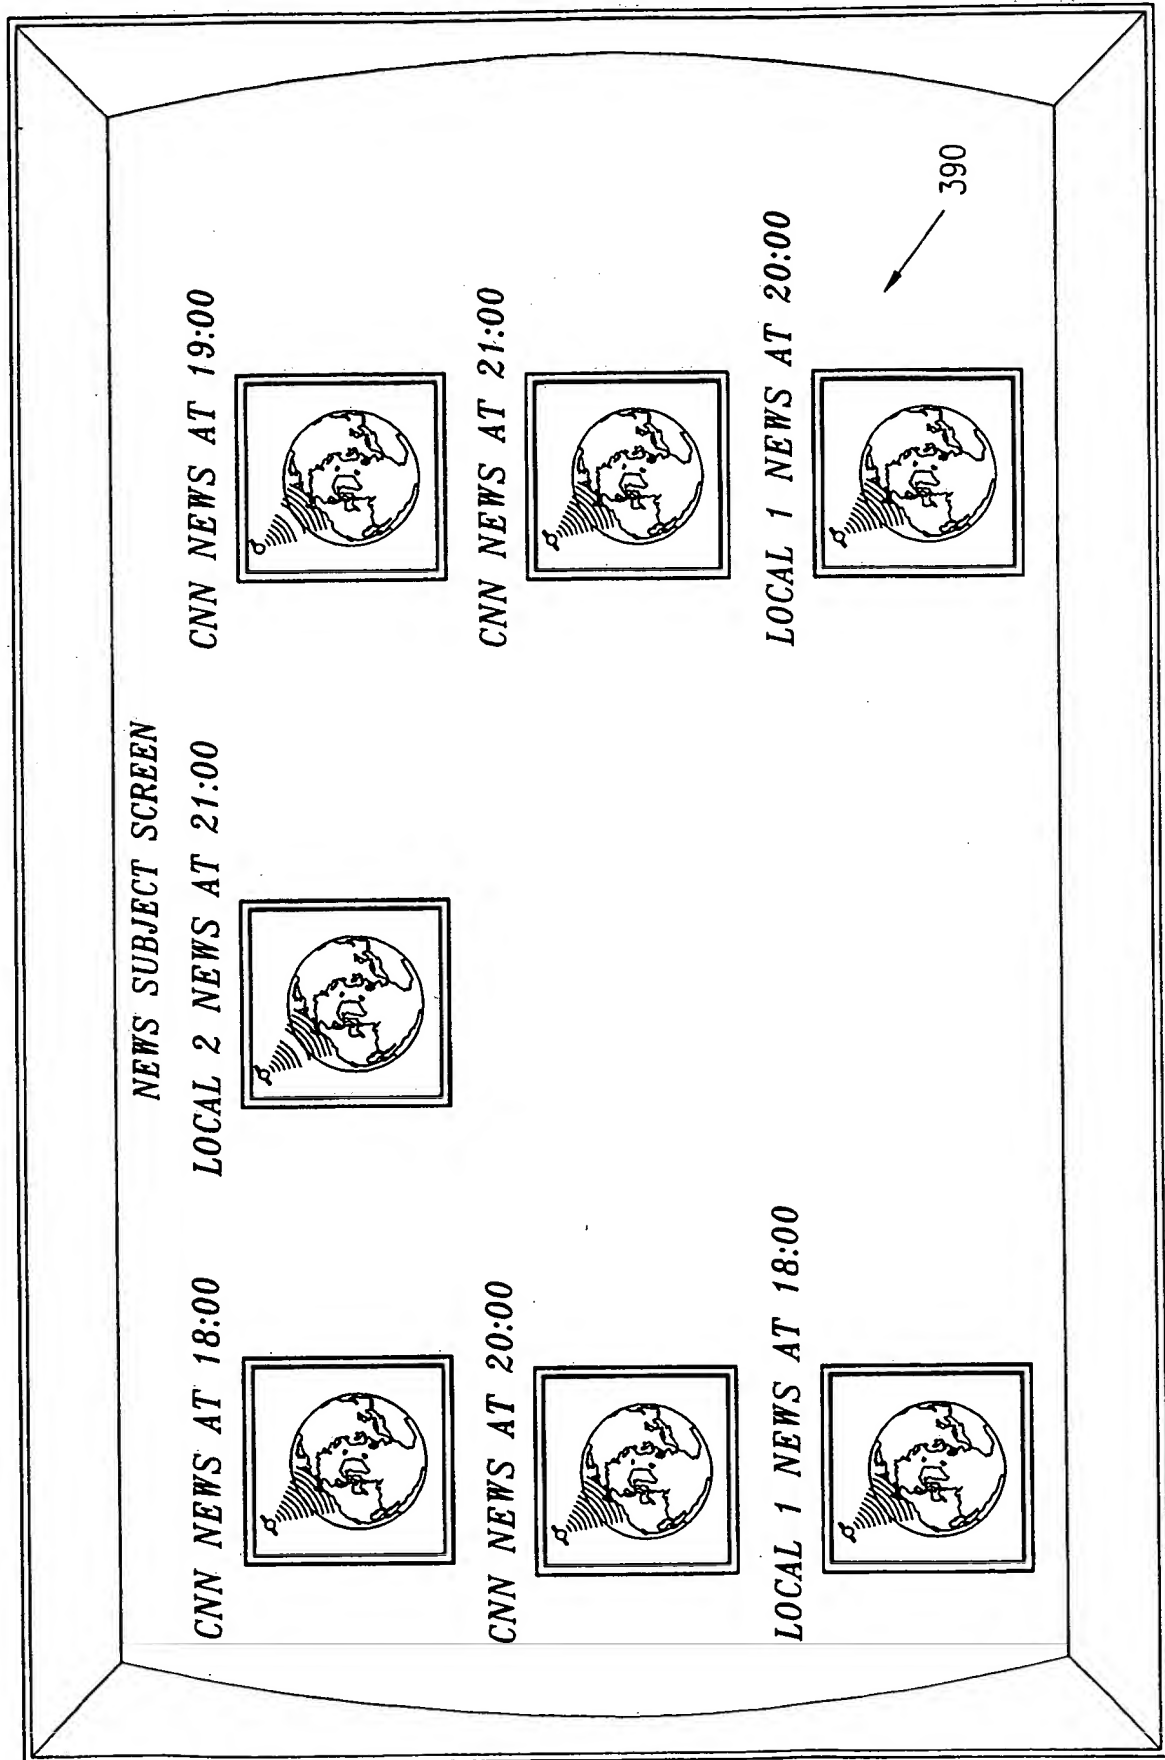 NEWS SUBJECT SCREEN
CNN NEWS AT 18:00
LOCAL 2 NEWS AT 21:00
CNN NEWS AT 19:00
CNN NEWS AT 20:00
CNN NEWS AT 21:00
LOCAL 1 NEWS AT 18:00
LOCAL 1 NEWS AT 20:00
390